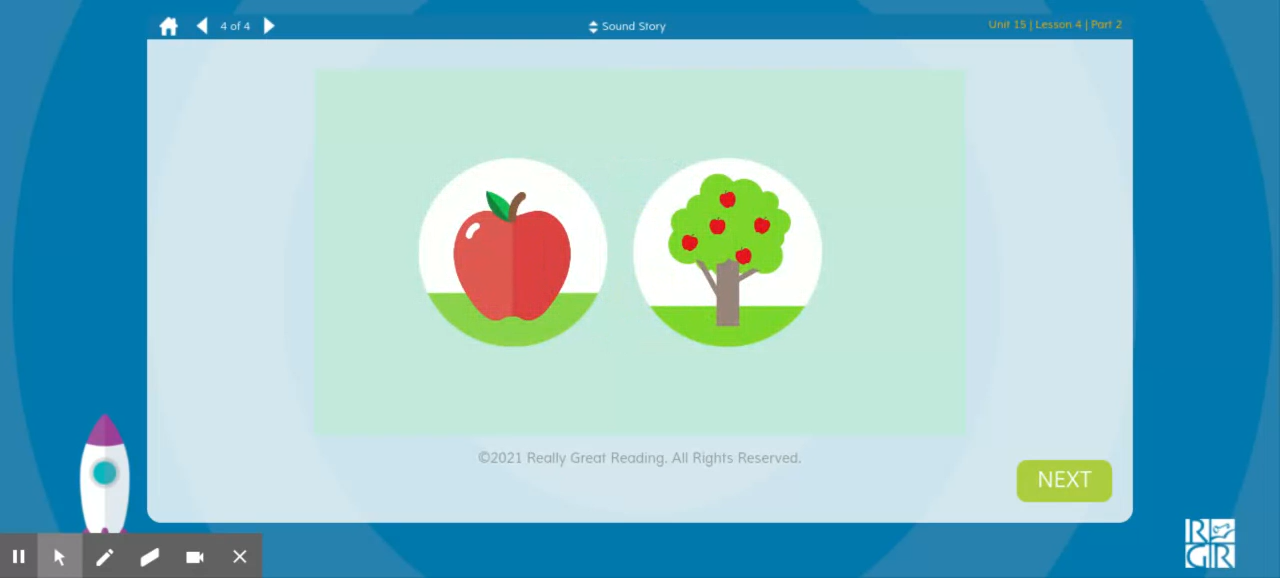 4 of 4
Sound Story
Unit 15 | Lesson 4 | Part 2
©2021 Really Great Reading. All Rights Reserved.
NEXT
R G
G R